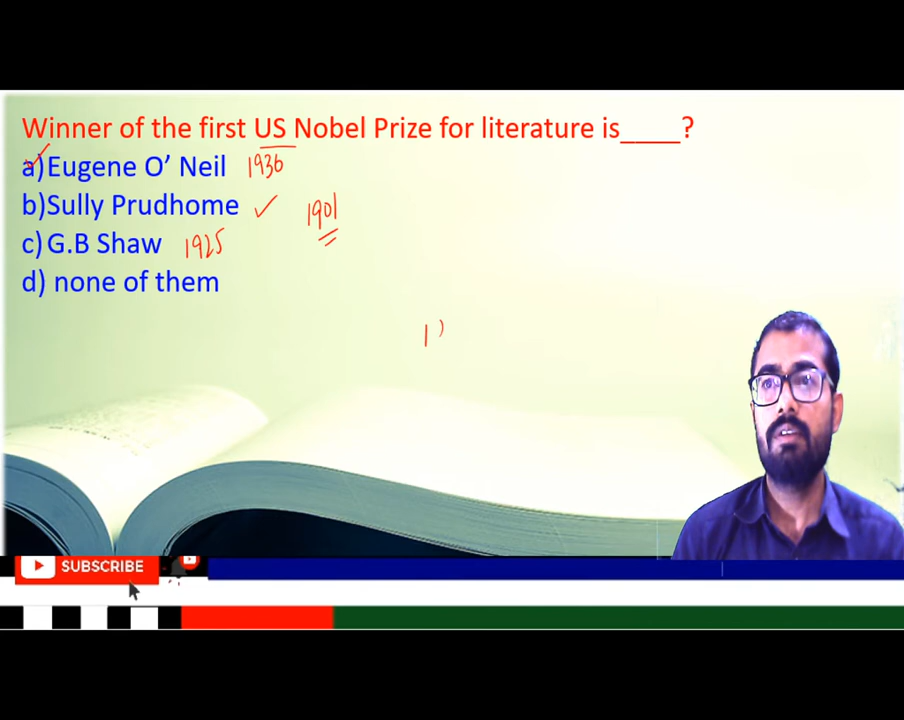 Winner of the first US Nobel Prize for literature is____?
a)Eugene O’ Neil 1936
b)Sully Prudhome 1901
c)G.B Shaw 1925
d) none of them
SUBSCRIBE